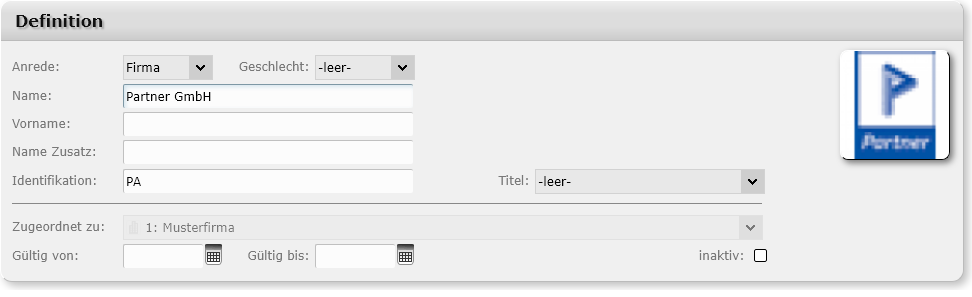 Definition
Anrede: Firma Geschlecht: -leer-
Name: Partner GmbH
Vorname:
Name Zusatz:
Identifikation: PA Titel: -leer-
Zugeordnet zu: 1: Musterfirma
Gültig von: Gültig bis: inaktiv:
Partner